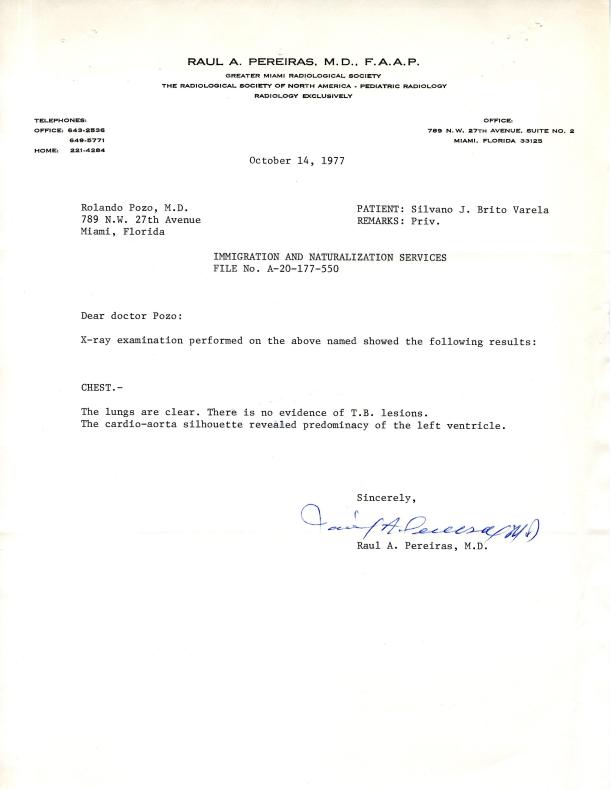 RAUL A. PEREIRAS, M.D., F.A.A.P.
GREATER MIAMI RADIOLOGICAL SOCIETY
THE RADIOLOGICAL SOCIETY OF NORTH AMERICA - PEDIATRIC RADIOLOGY
RADIOLOGY EXCLUSIVELY
TELEPHONES:
OFFICE: 643-2536
649-5771
HOME: 221-4284
OFFICE:
789 N.W. 27TH AVENUE, SUITE NO. 2
MIAMI, FLORIDA 33125
October 14, 1977
Rolando Pozo, M.D.
789 N.W. 27th Avenue
Miami, Florida
PATIENT: Silvano J. Brito Varela
REMARKS: Priv.
IMMIGRATION AND NATURALIZATION SERVICES
FILE No. A-20-177-550
Dear doctor Pozo:
X-ray examination performed on the above named showed the following results:
CHEST.-
The lungs are clear. There is no evidence of T.B. lesions.
The cardio-aorta silhouette revealed predominacy of the left ventricle.
Sincerely,
Raul A. Pereiras, M.D.